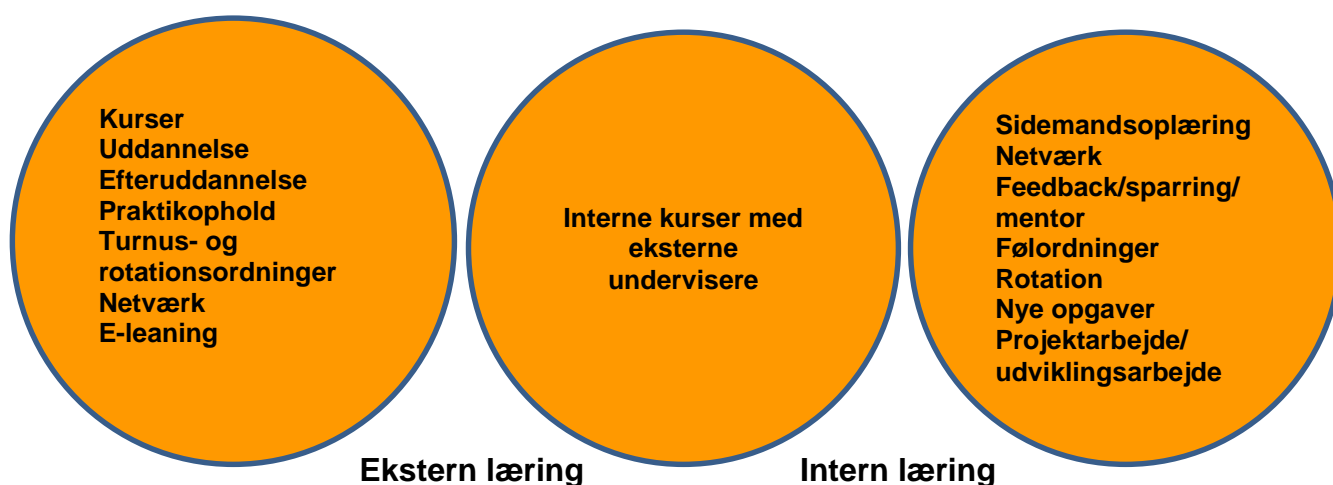 Kurser
Uddannelse
Efteruddannelse
Praktikophold
Turnus- og
rotationsordninger
Netværk
E-leaning
Interne kurser med
eksterne
undervisere
Sidemandsoplæring
Netværk
Feedback/sparring/
mentor
Følordninger
Rotation
Nye opgaver
Projektarbejde/
udviklingsarbejde
Ekstern læring
Intern læring